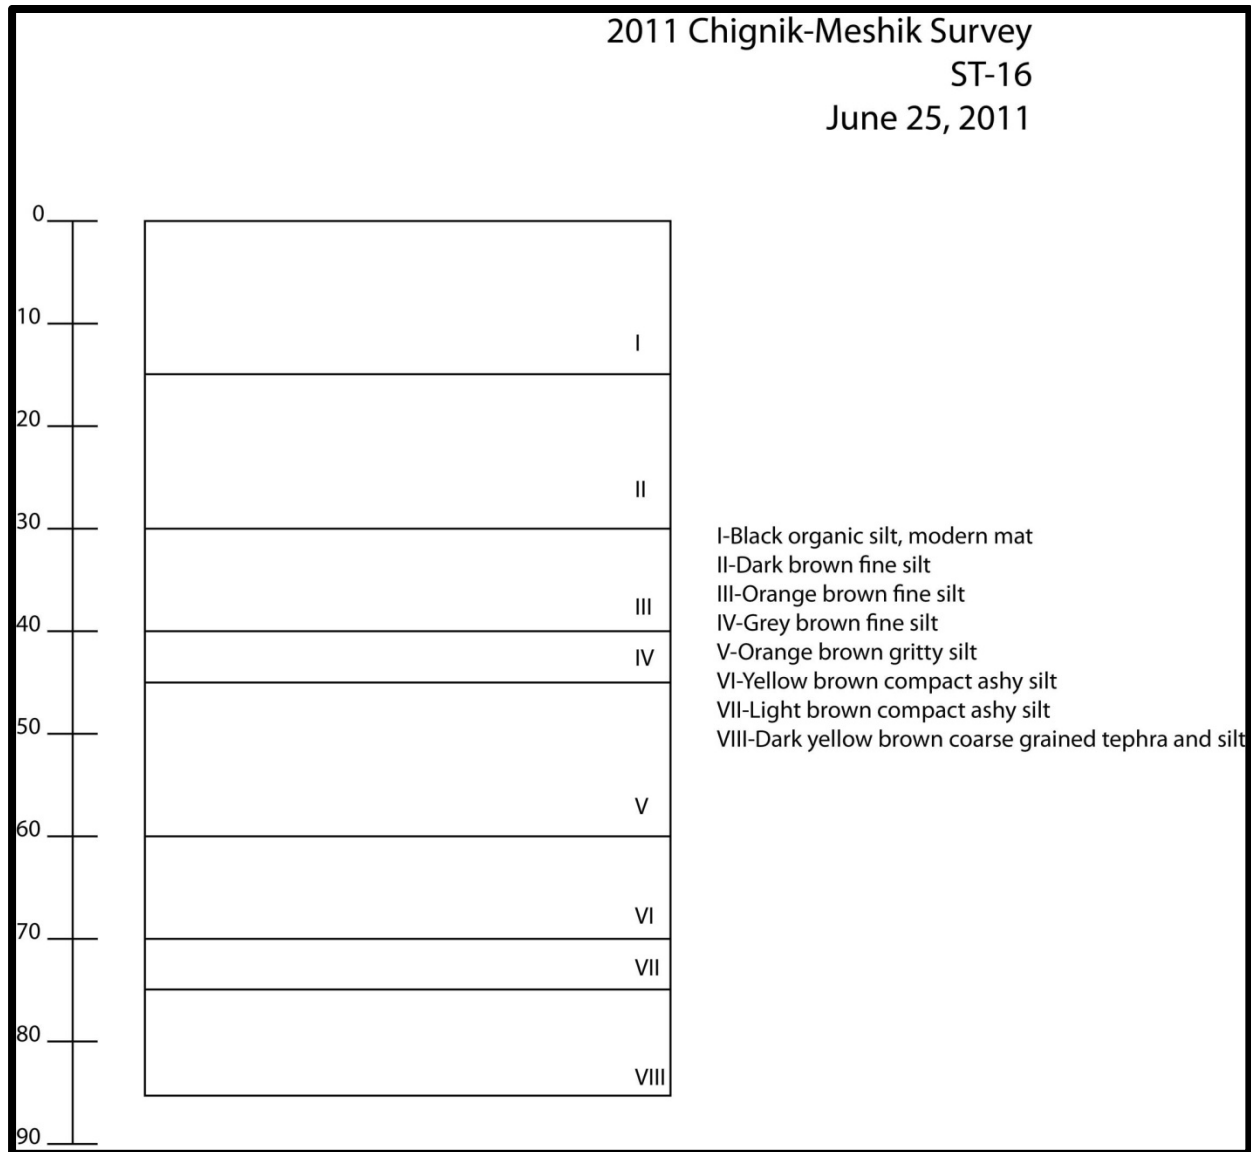 2011 Chignik-Meshik Survey
ST-16
June 25, 2011
0
10
I
20
II
30
I-Black organic silt, modern mat
II-Dark brown fine silt
III-Orange brown fine silt
III
40
IV-Grey brown fine silt
IV
V-Orange brown gritty silt
VI-Yellow brown compact ashy silt
VII-Light brown compact ashy silt
50
VIII-Dark yellow brown coarse grained tephra and silt
V
60
VI
70
VII
80
VIII
90